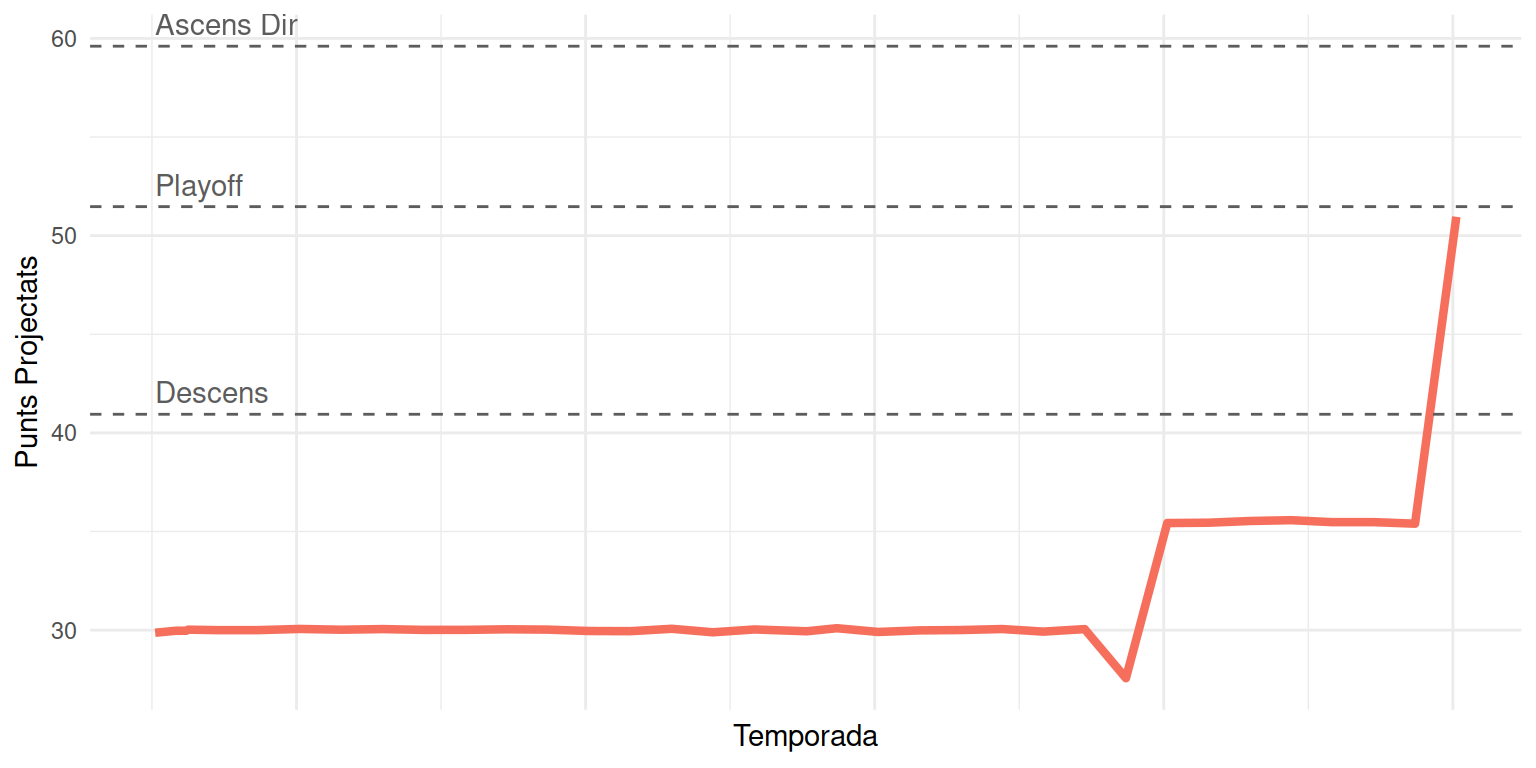 Ascens Dir
60
Playoff
50
Descens
40
30
Punts Projectats
Temporada